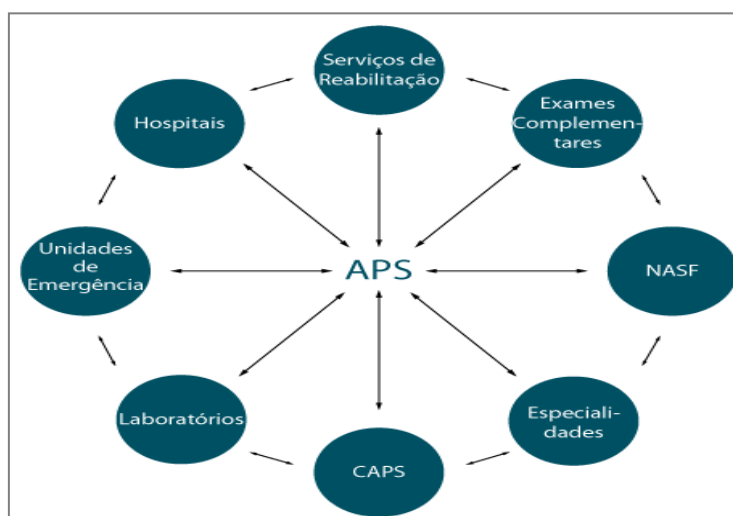 Serviços de
Reabilitação
Hospitais
Exames
Complemen-
tares
Unidades
de
Emergência
APS
NASF
Laboratórios
Especiali-
dades
CAPS